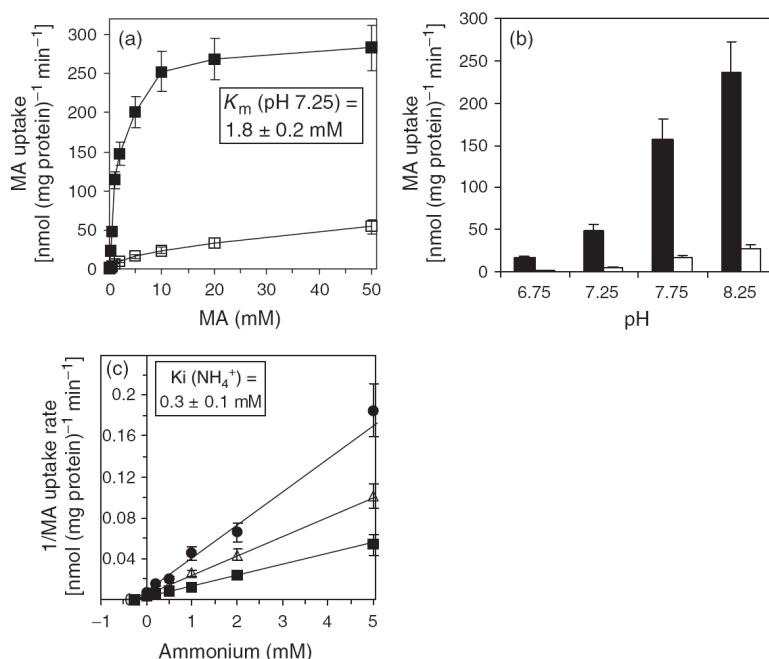 (a)
MA uptake
[nmol (mg protein)⁻¹ min⁻¹]
300
250
200
150
100
50
0
Kₘ (pH 7.25) =
1.8 ± 0.2 mM
0 10 20 30 40 50
MA (mM)
(b)
MA uptake
[nmol (mg protein)⁻¹ min⁻¹]
300
250
200
150
100
50
0
6.75 7.25 7.75 8.25
pH
(c)
1/MA uptake rate
[nmol (mg protein)⁻¹ min⁻¹]
0.2
0.16
0.12
0.08
0.04
Ki (NH₄⁺) =
0.3 ± 0.1 mM
−1 0 1 2 3 4 5
Ammonium (mM)